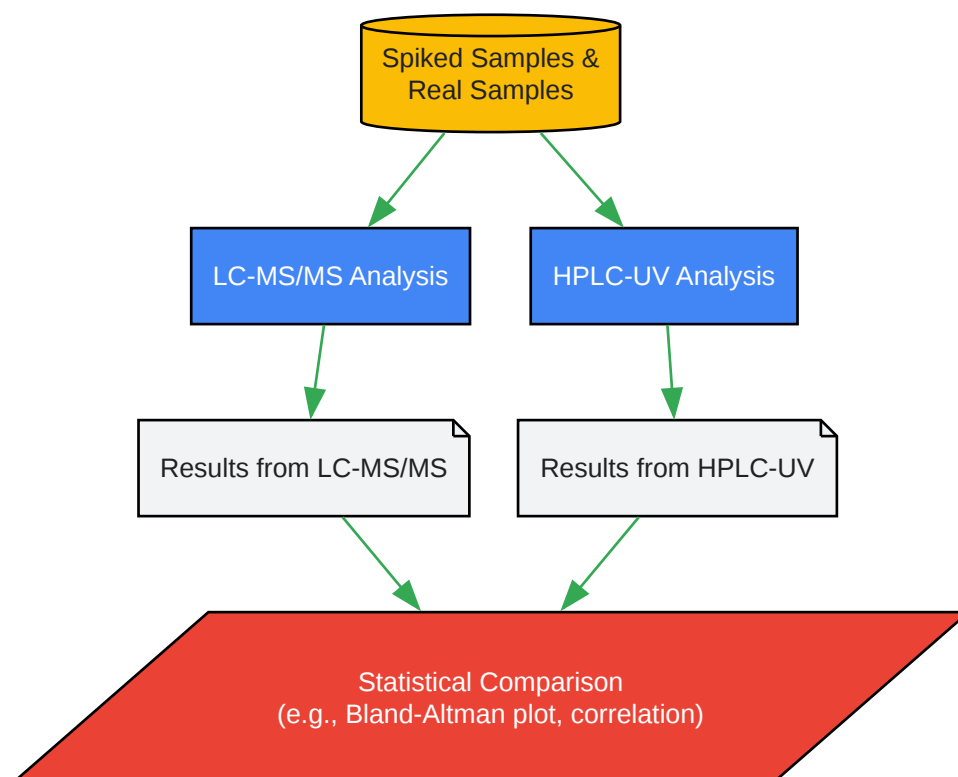 Spiked Samples &
Real Samples
LC-MS/MS Analysis
HPLC-UV Analysis
Results from LC-MS/MS
Results from HPLC-UV
Statistical Comparison
(e.g., Bland-Altman plot, correlation)